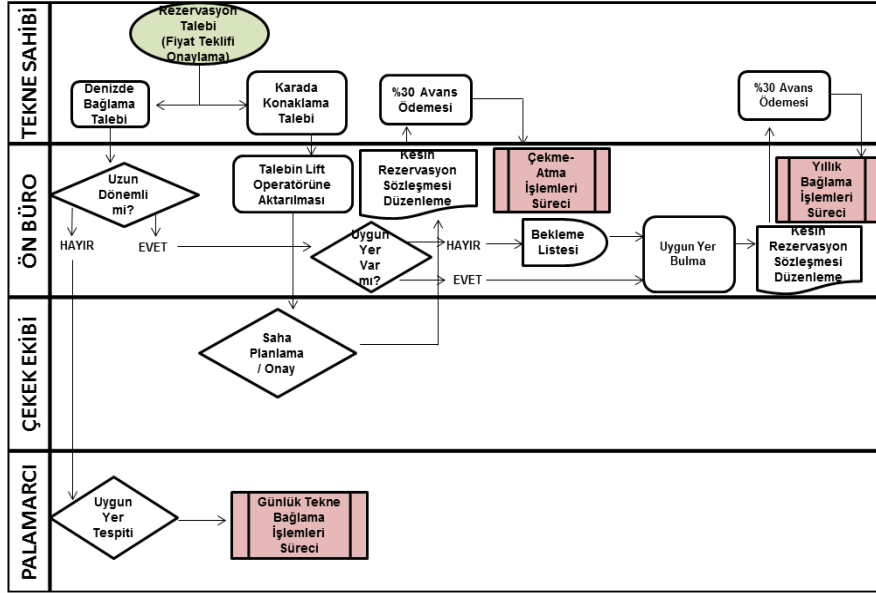 TEKNE SAHİBİ
Rezervasyon
Talebi
(Fiyat Teklifi
Onaylama)
Denizde
Bağlama
Talebi
Karada
Konaklama
Talebi
%30 Avans
Ödemesi
%30 Avans
Ödemesi
ÖN BÜRO
Uzun
Dönemli
mi?
HAYIR
EVET
Talebin Lift
Operatörüne
Aktarılması
Kesin
Rezervasyon
Sözleşmesi
Düzenleme
Çekme-
Atma
İşlemleri
Süreci
Yıllık
Bağlama
İşlemleri
Süreci
Uygun
Yer
Var
mı?
HAYIR
EVET
Bekleme
Listesi
Uygun Yer
Bulma
Kesin
Rezervasyon
Sözleşmesi
Düzenleme
ÇEKEK EKİBİ
Saha
Planlama
/ Onay
PALAMARCI
Uygun
Yer
Tespiti
Günlük Tekne
Bağlama
İşlemleri
Süreci